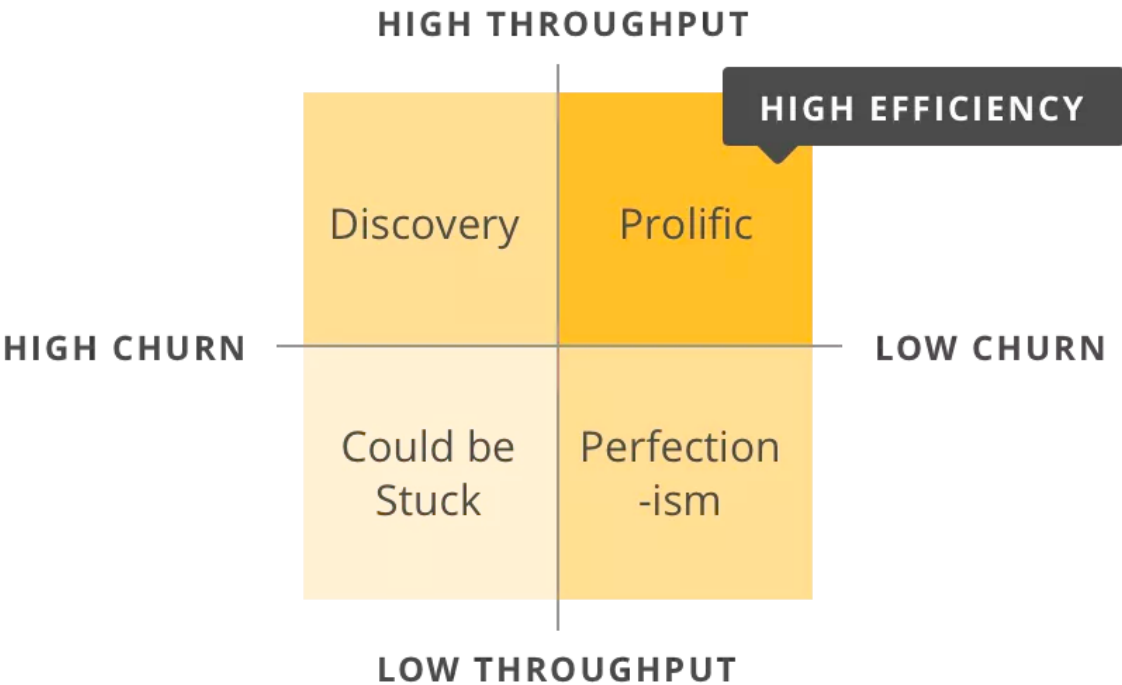 HIGH THROUGHPUT
HIGH EFFICIENCY
Discovery
Prolific
HIGH CHURN
LOW CHURN
Could be
Stuck
Perfection
-ism
LOW THROUGHPUT